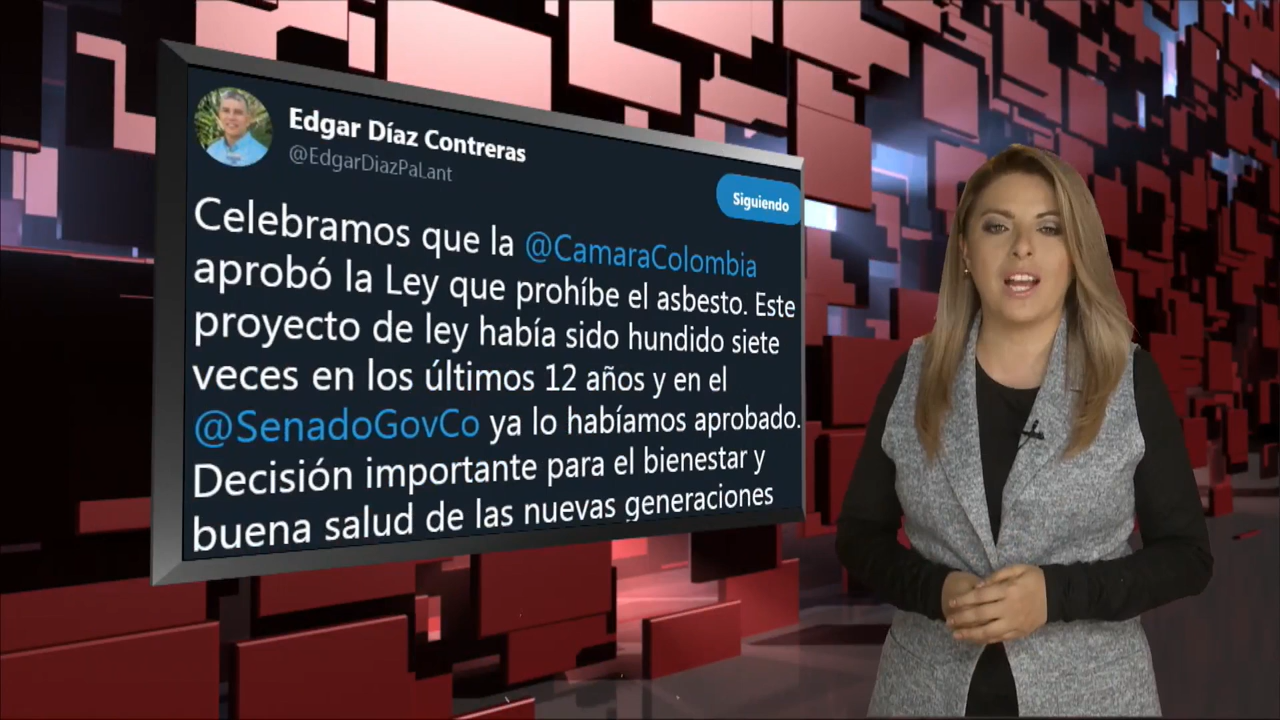 Edgar Díaz Contreras
@EdgarDiazPaLant
Siguiendo
Celebramos que la @CamaraColombia
aprobó la Ley que prohíbe el asbesto. Este
proyecto de ley había sido hundido siete
veces en los últimos 12 años y en el
@SenadoGovCo ya lo habíamos aprobado.
Decisión importante para el bienestar y
buena salud de las nuevas generaciones